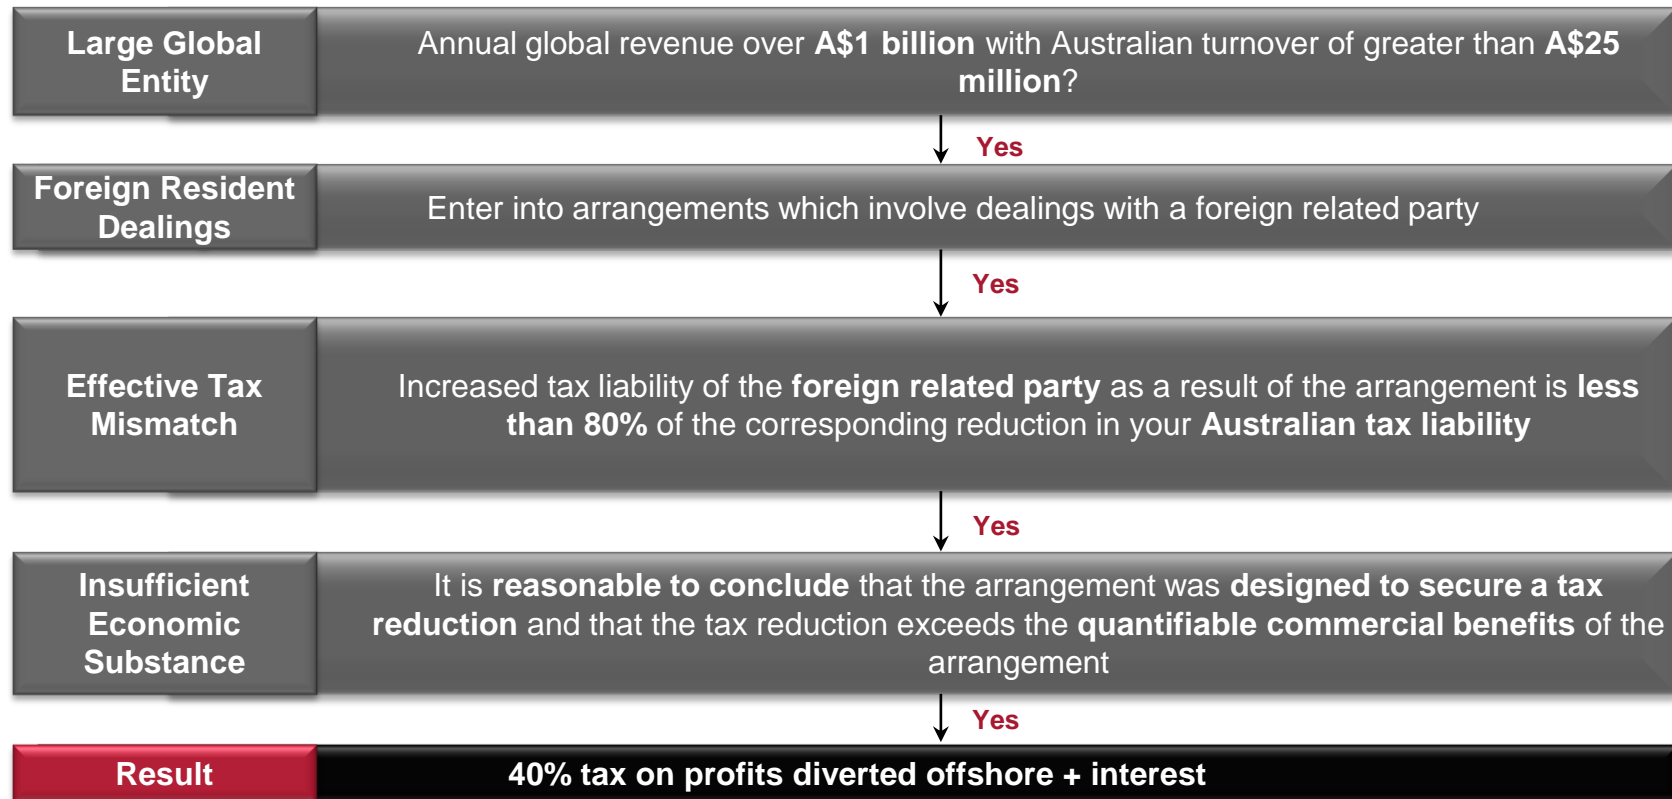 Large Global
Entity
Annual global revenue over A$1 billion with Australian turnover of greater than A$25
million?
Yes
Foreign Resident
Dealings
Enter into arrangements which involve dealings with a foreign related party
Yes
Effective Tax
Mismatch
Increased tax liability of the foreign related party as a result of the arrangement is less
than 80% of the corresponding reduction in your Australian tax liability
Yes
Insufficient
Economic
Substance
It is reasonable to conclude that the arrangement was designed to secure a tax
reduction and that the tax reduction exceeds the quantifiable commercial benefits of the
arrangement
Yes
Result
40% tax on profits diverted offshore + interest